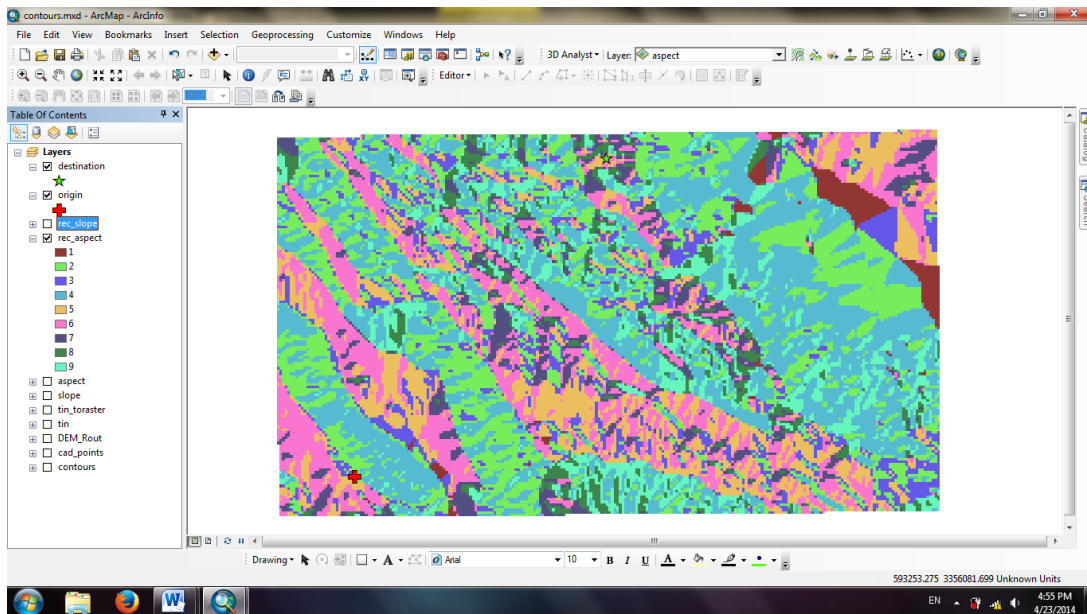 contours.mxd - ArcMap - ArcInfo
File Edit View Bookmarks Insert Selection Geoprocessing Customize Windows Help
3D Analyst Layer: aspect
Editor
100%
Table Of Contents
Layers
destination
origin
rec_slope
rec_aspect
1
2
3
4
5
6
7
8
9
aspect
slope
tin_toraster
tin
DEM_Rout
cad_points
contours
Catalog
Search
Drawing A Arial 10 B I U A
593253.275 3356081.699 Unknown Units
EN 4:55 PM
4/23/2014